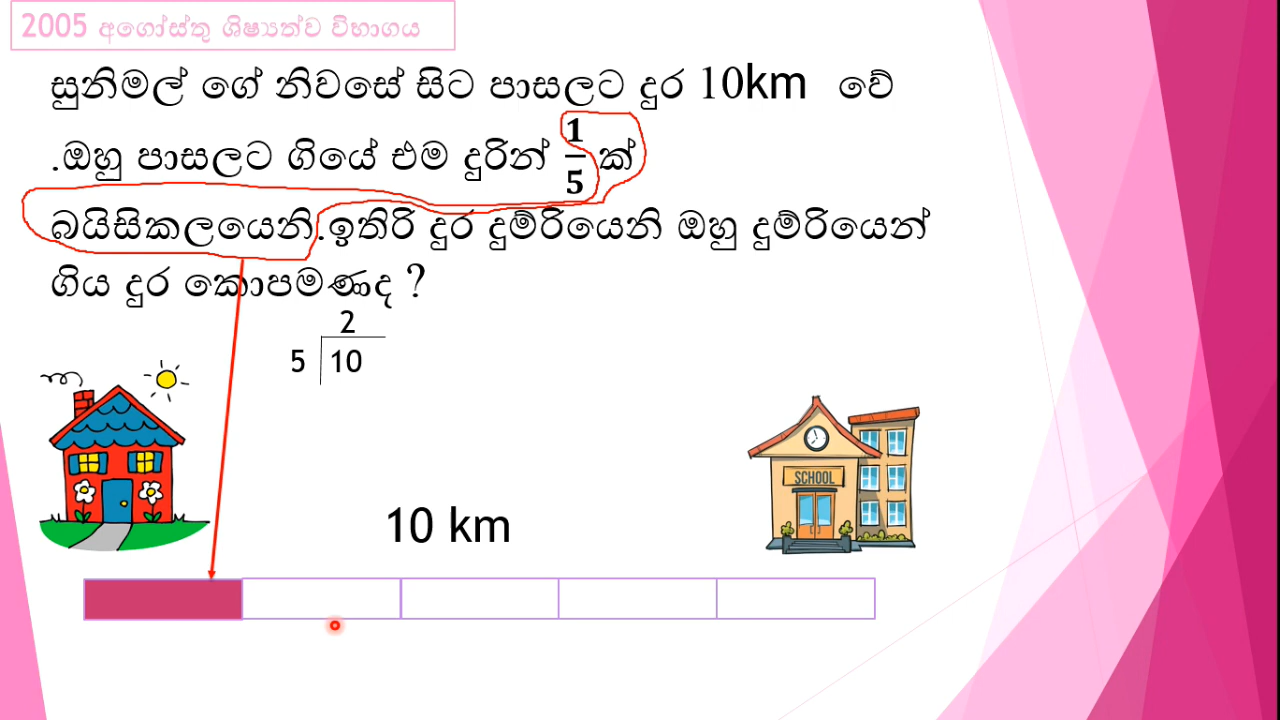 2005 අගෝස්තු ශිෂ්‍යත්ව විභාගය
සුනිමල් ගේ නිවසේ සිට පාසලට දුර 10km වේ
.ඔහු පාසලට ගියේ එම දුරින් 1/5 ක්
බයිසිකලයෙනි.ඉතිරි දුර දුම්රියෙනි ඔහු දුම්රියෙන්
ගිය දුර කොපමණද ?
2
5 10
SCHOOL
10 km